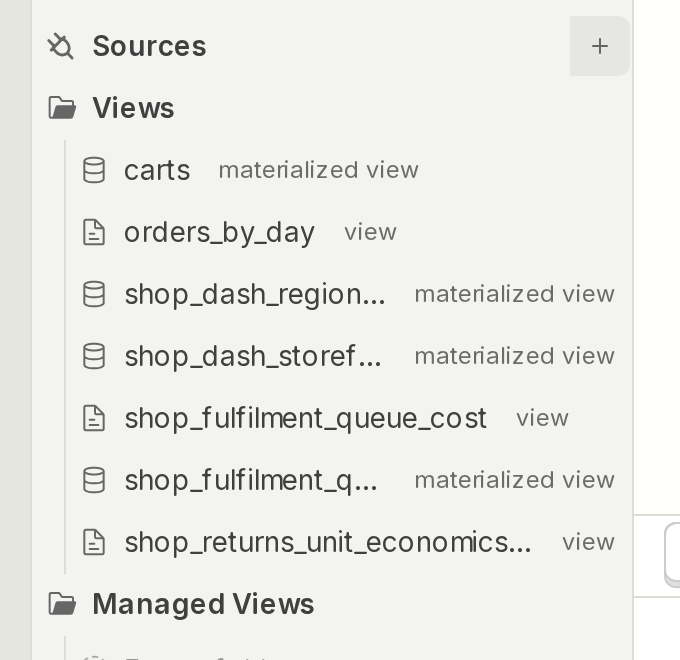 Sources
Views
carts materialized view
orders_by_day view
shop_dash_region... materialized view
shop_dash_storef... materialized view
shop_fulfilment_queue_cost view
shop_fulfilment_q... materialized view
shop_returns_unit_economics... view
Managed Views